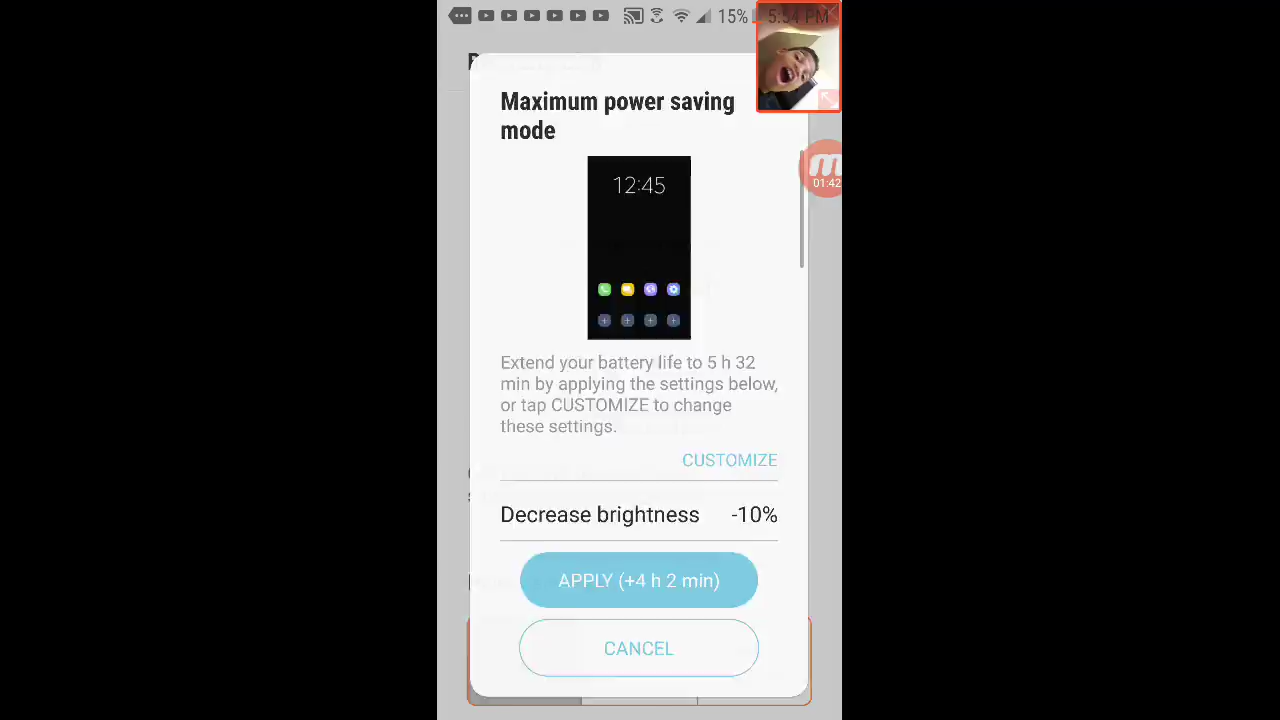 15% 5:54 PM
Maximum power saving
mode
12:45
Extend your battery life to 5 h 32
min by applying the settings below,
or tap CUSTOMIZE to change
these settings.
CUSTOMIZE
Decrease brightness -10%
APPLY (+4 h 2 min)
CANCEL
01:42